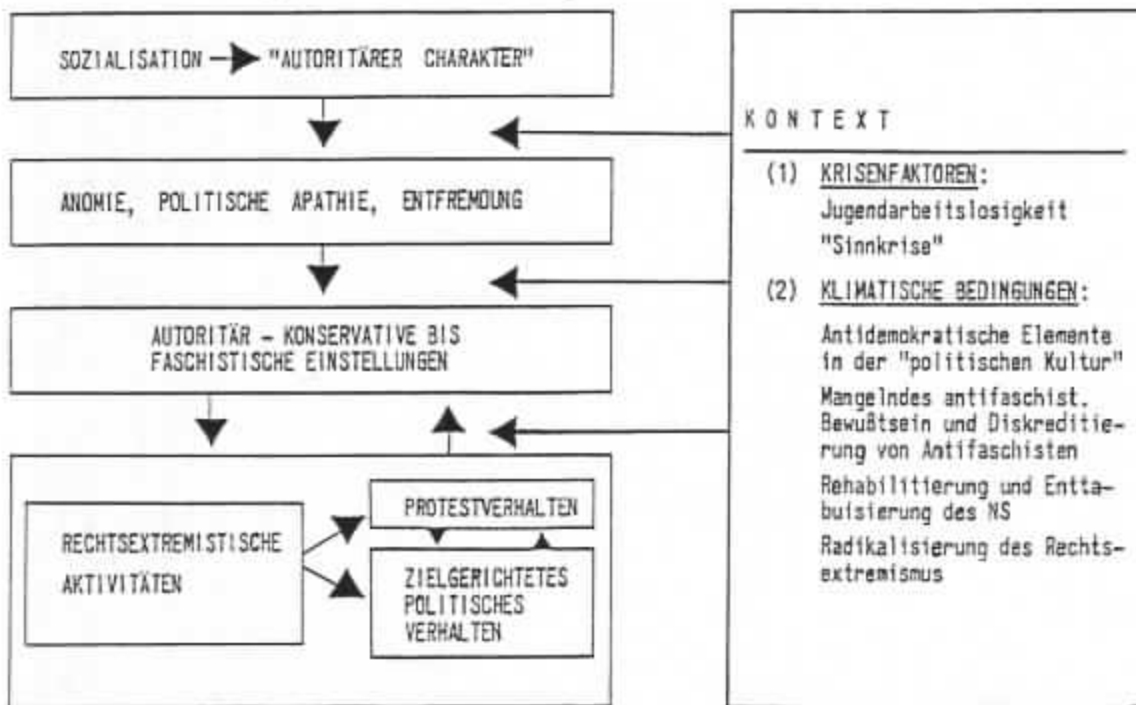 SOZIALISATION "AUTORITÄRER CHARAKTER"
ANOMIE, POLITISCHE APATHIE, ENTFREMDUNG
AUTORITÄR – KONSERVATIVE BIS
FASCHISTISCHE EINSTELLUNGEN
RECHTSEXTREMISTISCHE
AKTIVITÄTEN
PROTESTVERHALTEN
ZIELGERICHTETES
POLITISCHES
VERHALTEN
KONTEXT
(1) KRISENFAKTOREN:
Jugendarbeitslosigkeit
"Sinnkrise"
(2) KLIMATISCHE BEDINGUNGEN:
Antidemokratische Elemente
in der "politischen Kultur"
Mangelndes antifaschist.
Bewußtsein und Diskreditie-
rung von Antifaschisten
Rehabilitierung und Entta-
buisierung des NS
Radikalisierung des Rechts-
extremismus